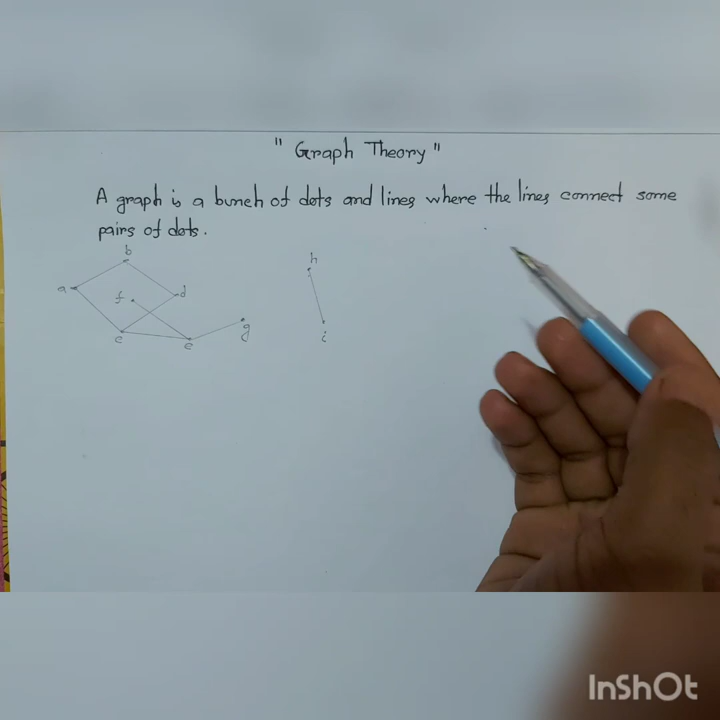 " Graph Theory "
A graph is a bunch of dots and lines where the lines connect some
pairs of dots.
b
h
a
f
d
g
c
e
i
InShOt